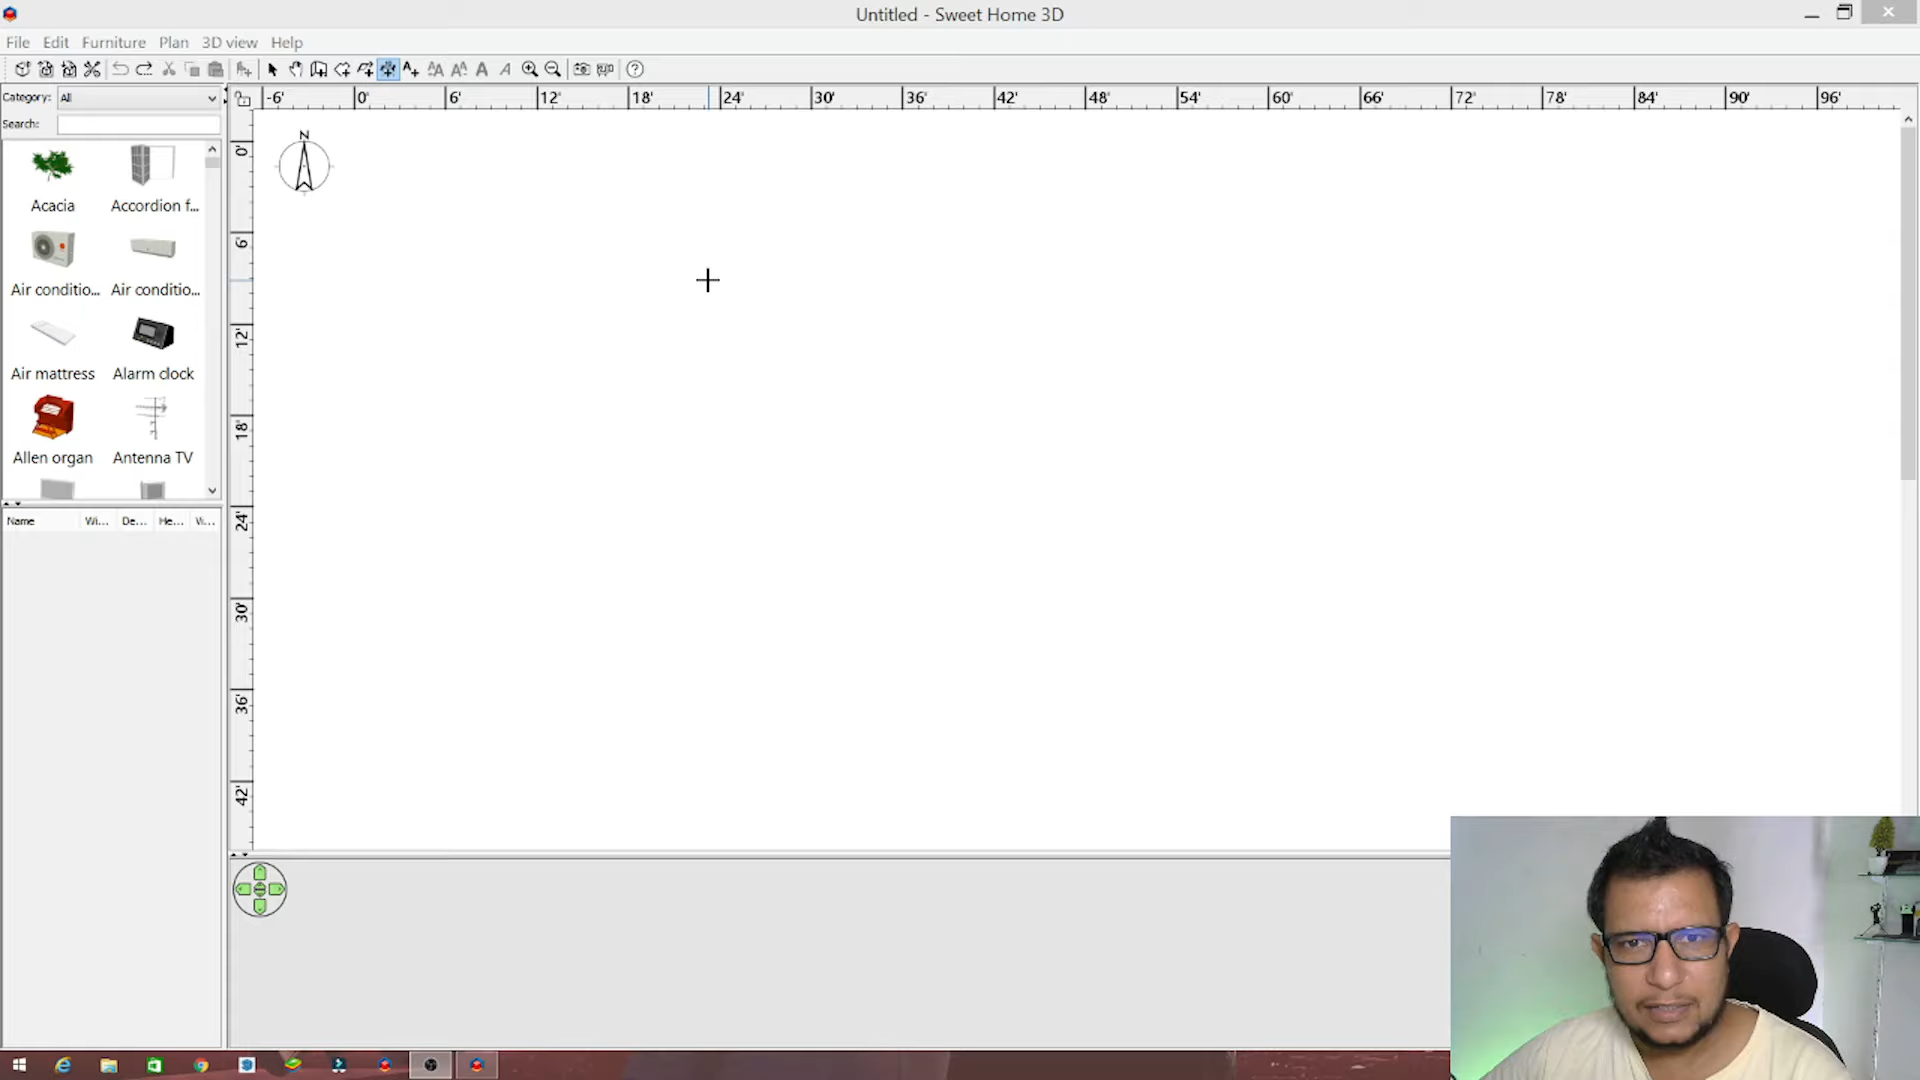 Untitled - Sweet Home 3D
File Edit Furniture Plan 3D view Help
Category: All
Search:
-6' 0' 6' 12' 18' 24' 30' 36' 42' 48' 54' 60' 66' 72' 78' 84' 90' 96'
N
0'
6'
12'
18'
24'
30'
36'
42'
Acacia Accordion f...
Air conditio... Air conditio...
Air mattress Alarm clock
Allen organ Antenna TV
Name Wi... De... He... Vi...